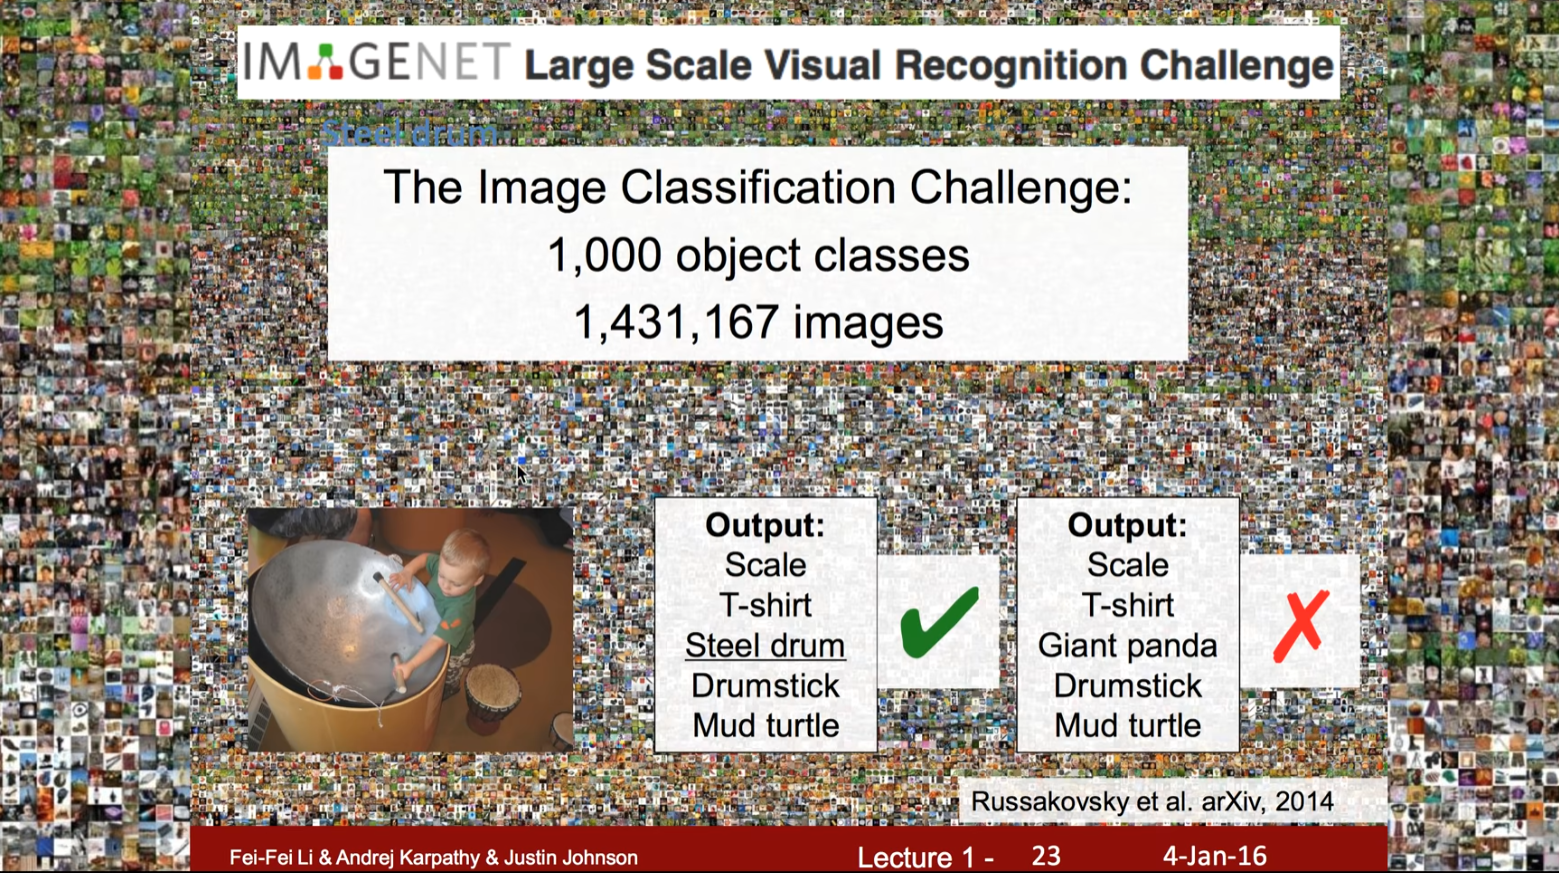 IMAGENET Large Scale Visual Recognition Challenge
Steel drum
The Image Classification Challenge:
1,000 object classes
1,431,167 images
Output:
Scale
T-shirt
Steel drum
Drumstick
Mud turtle
Output:
Scale
T-shirt
Giant panda
Drumstick
Mud turtle
Russakovsky et al. arXiv, 2014
Fei-Fei Li & Andrej Karpathy & Justin Johnson
Lecture 1 - 23
4-Jan-16